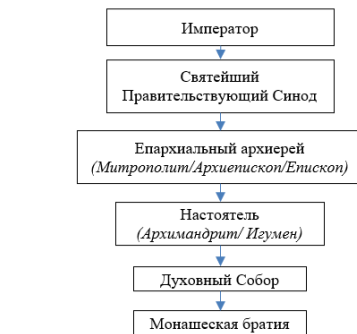 Император
Святейший
Правительствующий Синод
Епархиальный архиерей
(Митрополит/Архиепископ/Епископ)
Настоятель
(Архимандрит/ Игумен)
Духовный Собор
Монашеская братия